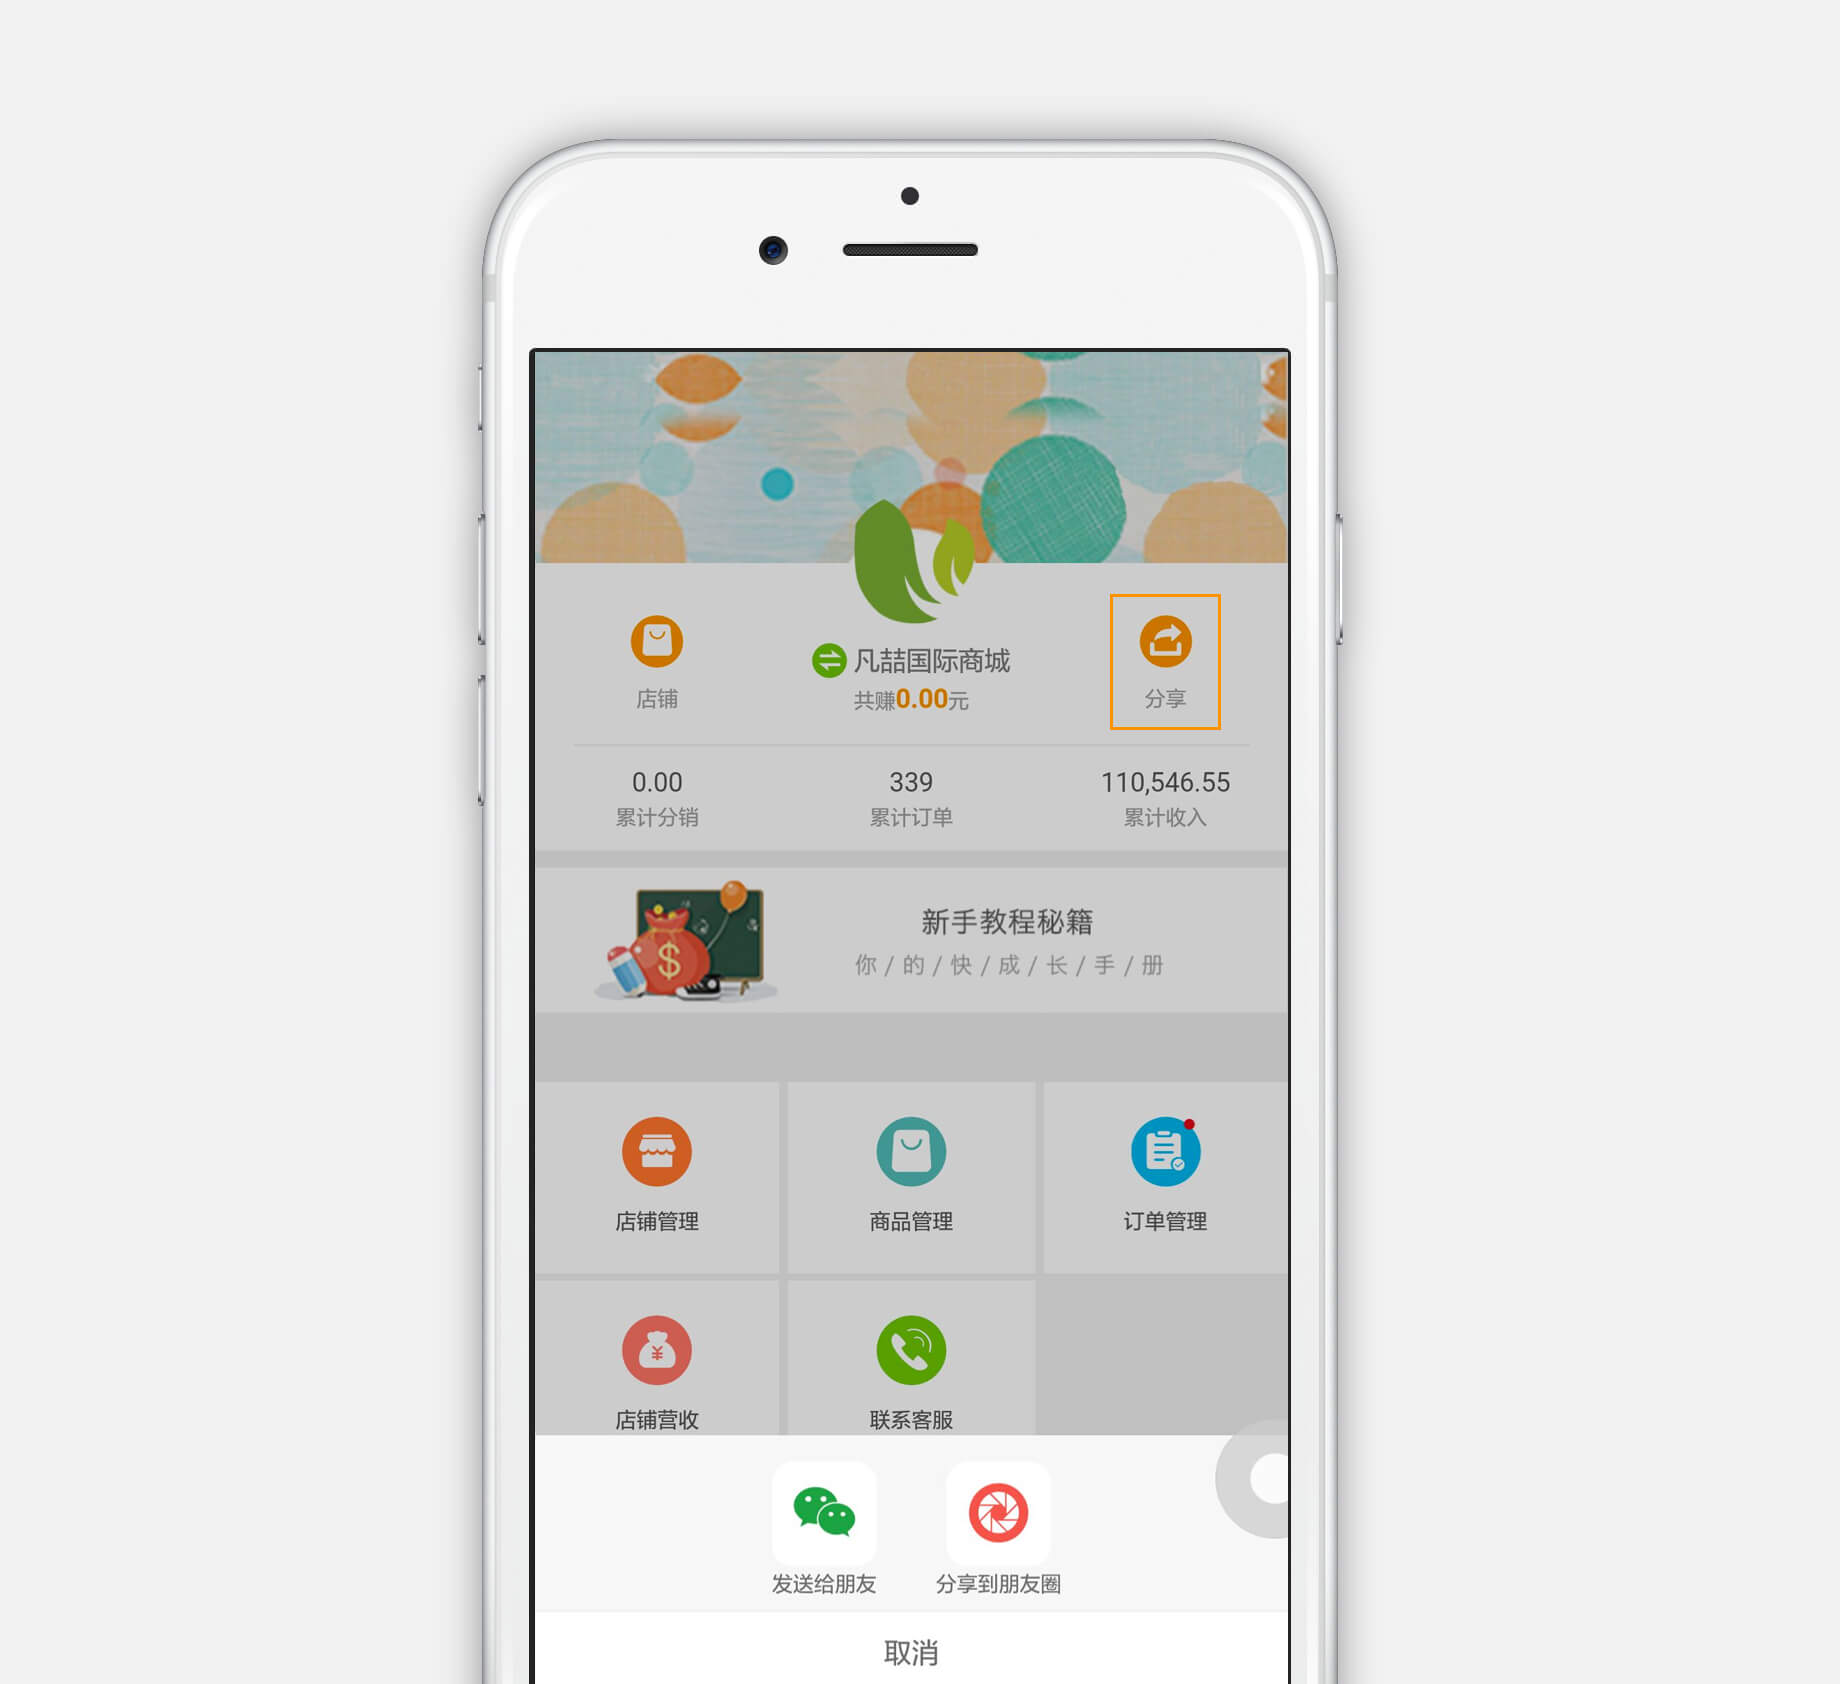 店铺
凡喆国际商城
共赚0.00元
分享
0.00
累计分销
339
累计订单
110,546.55
累计收入
新手教程秘籍
你 / 的 / 快 / 成 / 长 / 手 / 册
店铺管理
商品管理
订单管理
店铺营收
联系客服
发送给朋友
分享到朋友圈
取消